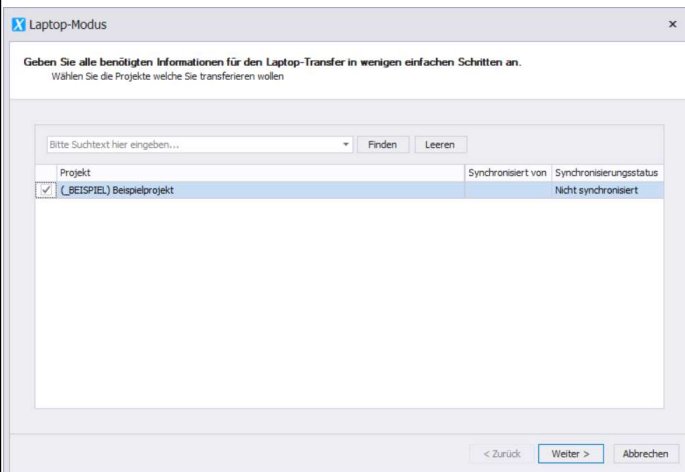 X Laptop-Modus
Geben Sie alle benötigten Informationen für den Laptop-Transfer in wenigen einfachen Schritten an.
Wählen Sie die Projekte welche Sie transferieren wollen
Bitte Suchtext hier eingeben... Finden Leeren
Projekt Synchronisiert von Synchronisierungsstatus
(_BEISPIEL) Beispielprojekt Nicht synchronisiert
< Zurück Weiter > Abbrechen